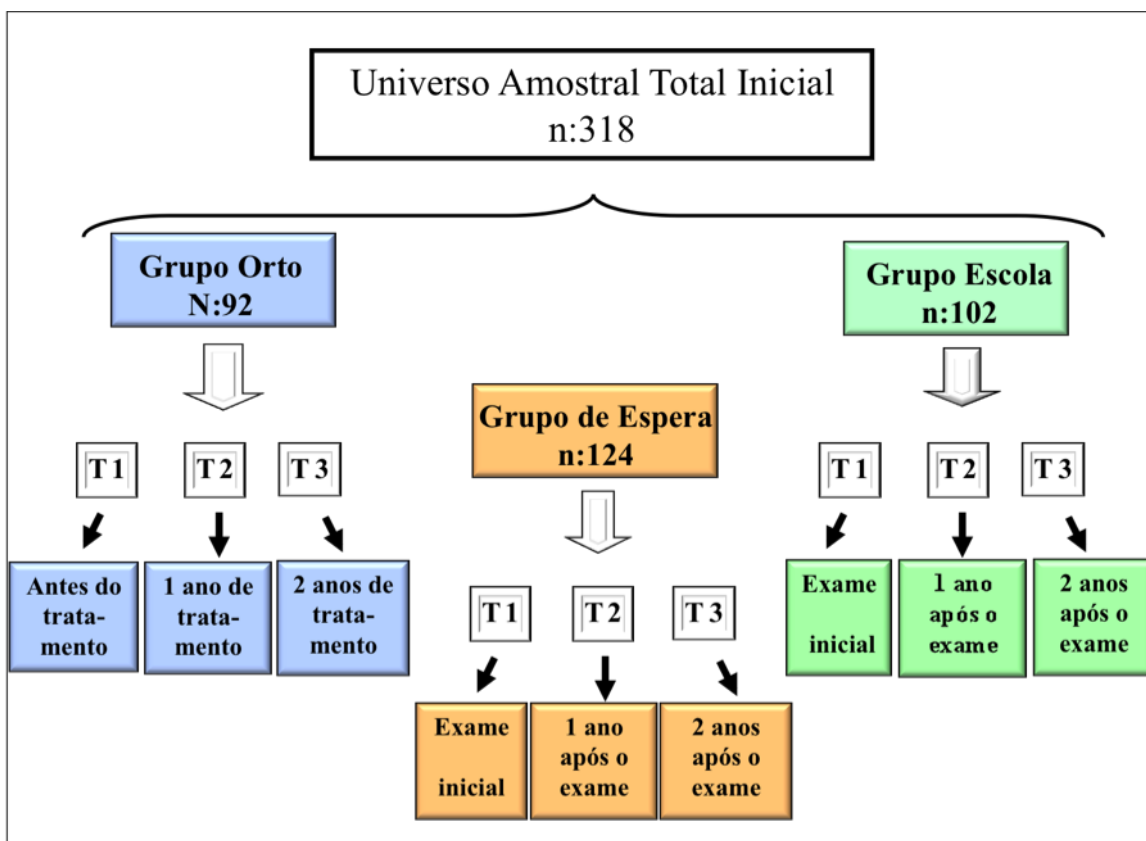 Universo Amostral Total Inicial
n:318
Grupo Orto
N:92
T 1
T 2
T 3
Antes do
trata-
mento
1 ano de
trata-
mento
2 anos de
trata-
mento
Grupo de Espera
n:124
T 1
T 2
T 3
Exame
inicial
1 ano
após o
exame
2 anos
após o
exame
Grupo Escola
n:102
T 1
T 2
T 3
Exame
inicial
1 ano
após o
exame
2 anos
após o
exame